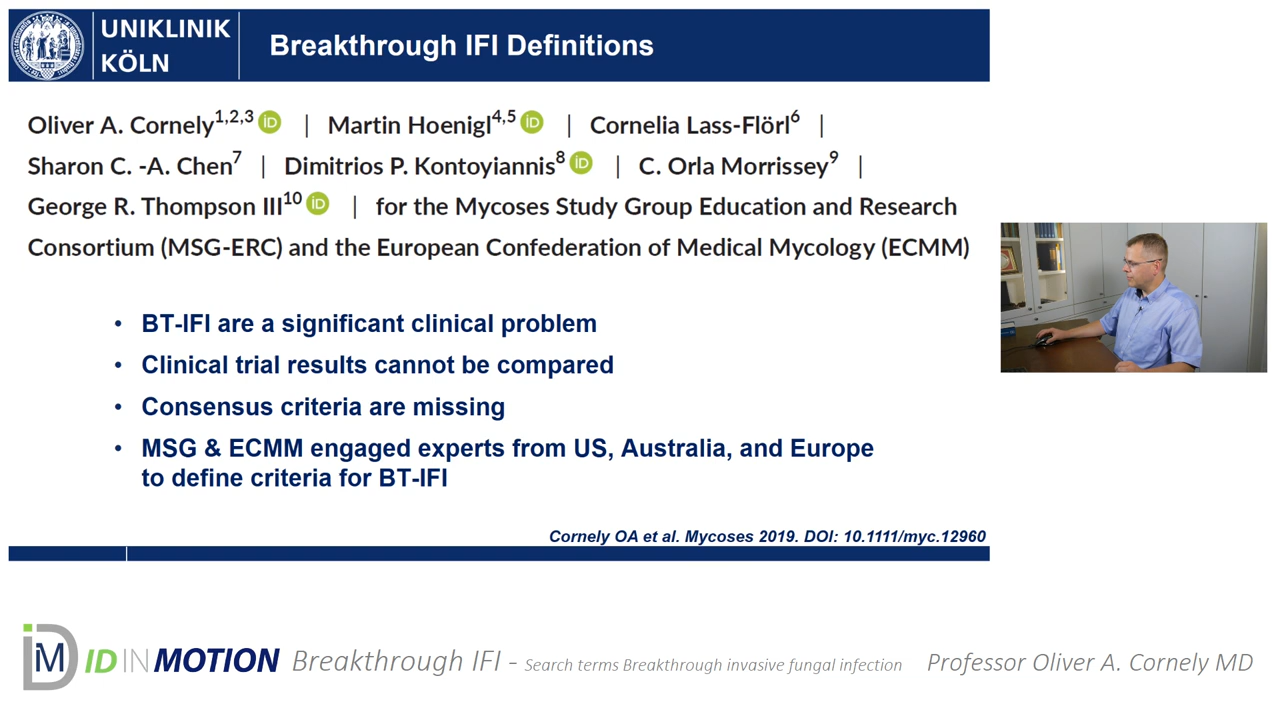 UNIKLINIK
KÖLN
Breakthrough IFI Definitions
Oliver A. Cornely1,2,3 iD | Martin Hoenigl4,5 iD | Cornelia Lass-Flörl6 |
Sharon C. -A. Chen7 | Dimitrios P. Kontoyiannis8 iD | C. Orla Morrissey9 |
George R. Thompson III10 iD | for the Mycoses Study Group Education and Research
Consortium (MSG-ERC) and the European Confederation of Medical Mycology (ECMM)
• BT-IFI are a significant clinical problem
• Clinical trial results cannot be compared
• Consensus criteria are missing
• MSG & ECMM engaged experts from US, Australia, and Europe
to define criteria for BT-IFI
Cornely OA et al. Mycoses 2019. DOI: 10.1111/myc.12960
iDM ID IN MOTION Breakthrough IFI - Search terms Breakthrough invasive fungal infection Professor Oliver A. Cornely MD